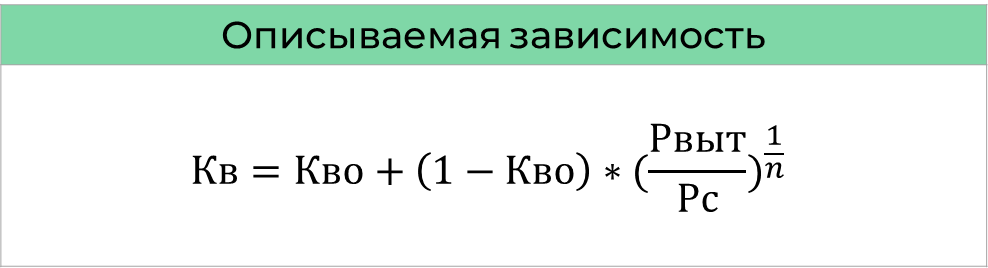 Описываемая зависимость
Кв = Кво + (1 − Кво) * (Рвыт/Рс)^(1/n)